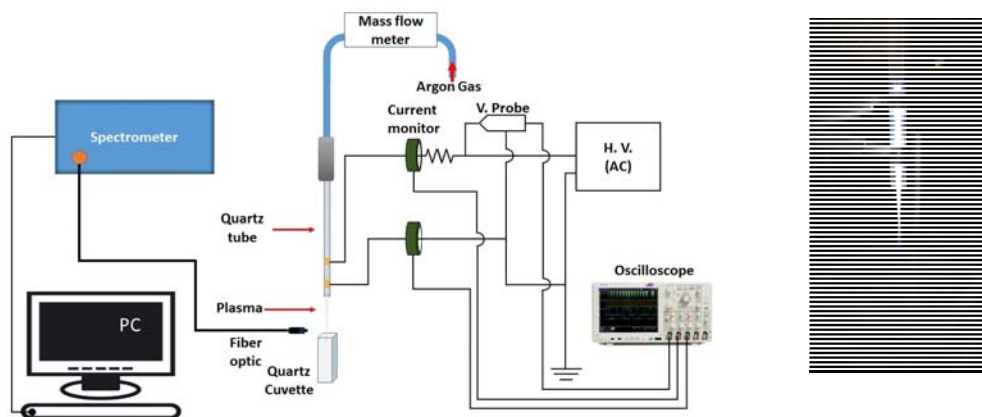 Mass flow
meter
Argon Gas
Current
monitor
V. Probe
Spectrometer
H. V.
(AC)
Quartz
tube
Oscilloscope
Plasma
PC
Fiber
optic
Quartz
Cuvette